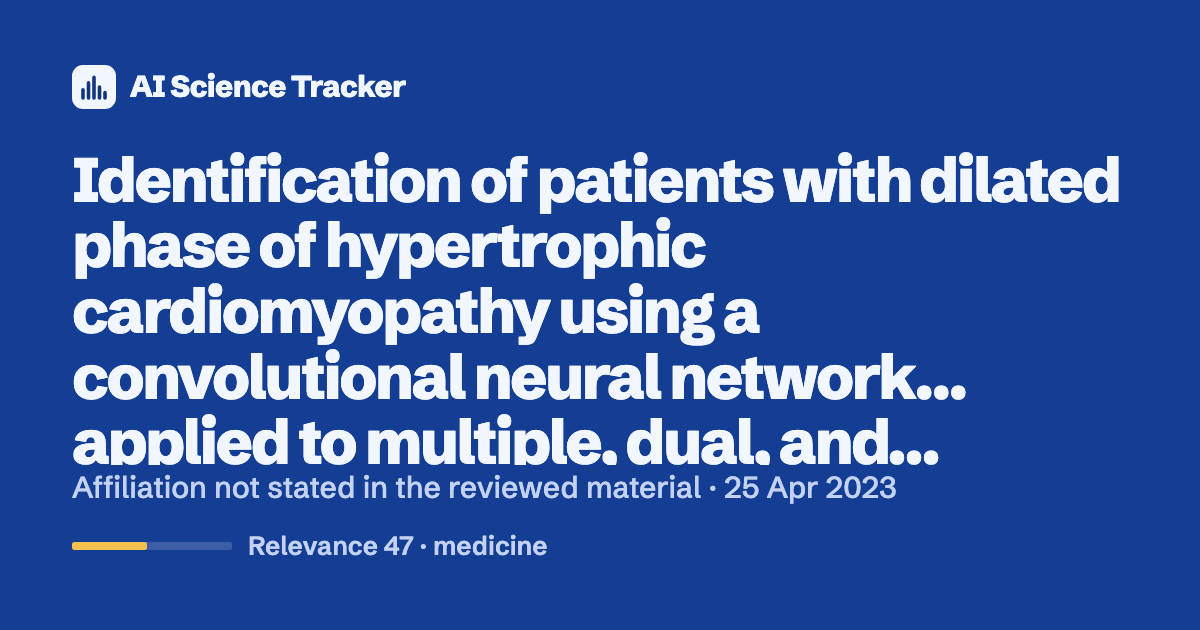 AI Science Tracker
Identification of patients with dilated
phase of hypertrophic
cardiomyopathy using a
convolutional neural network...
applied to multiple, dual, and...
Affiliation not stated in the reviewed material · 25 Apr 2023
Relevance 47 · medicine